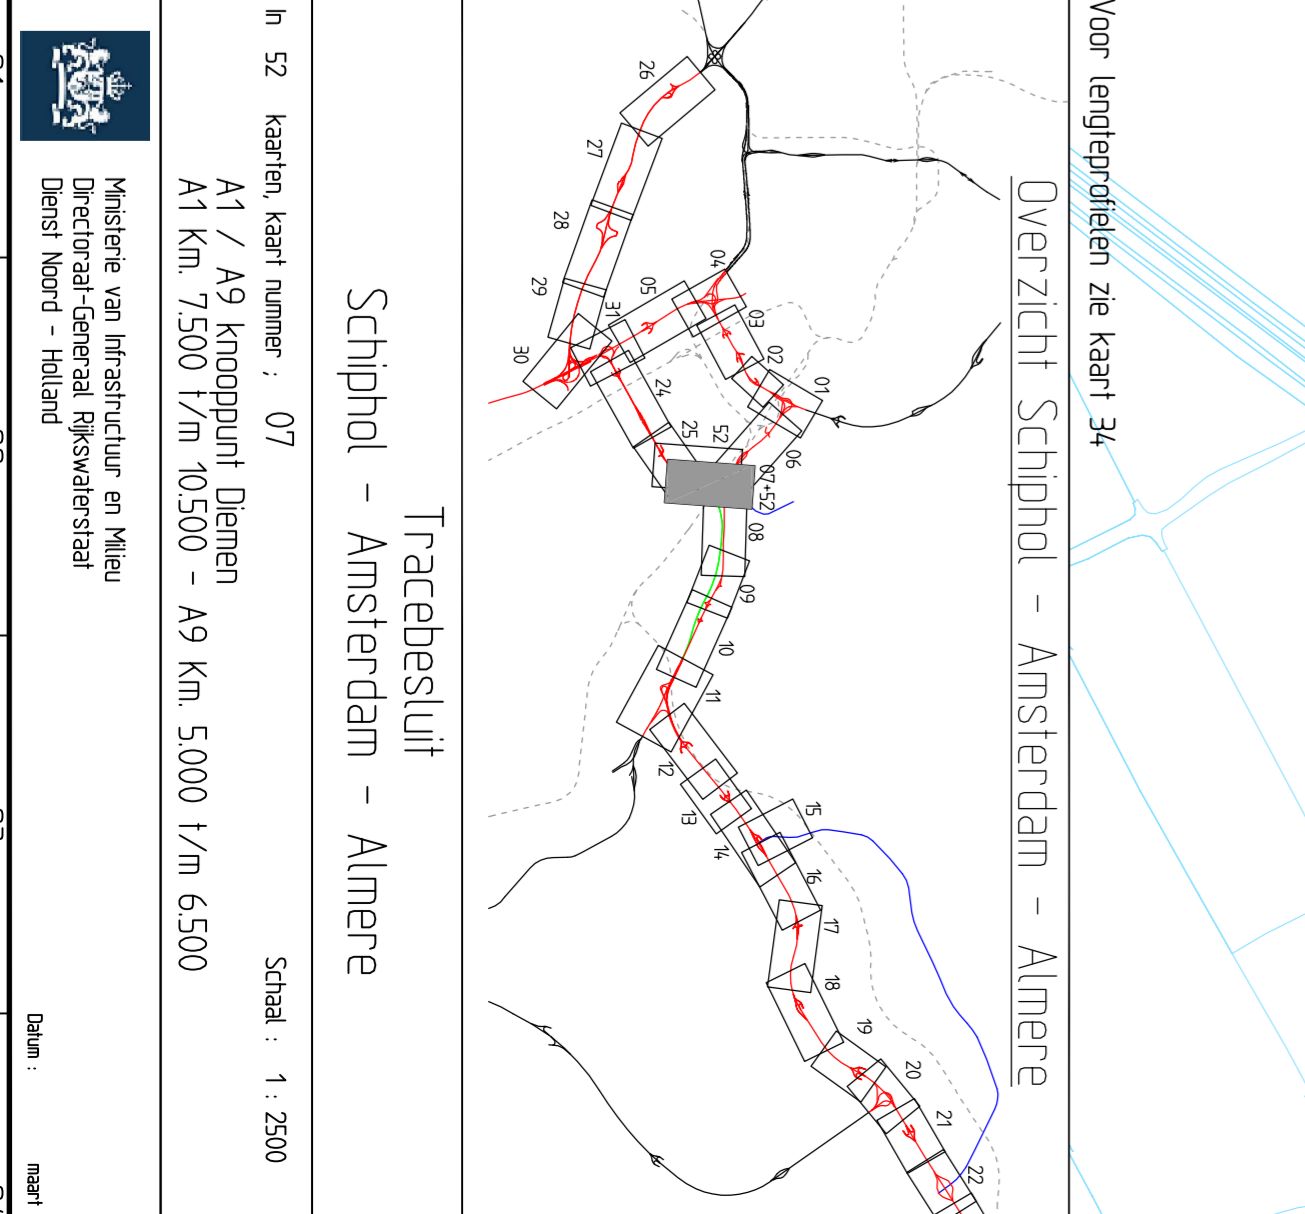 Voor lengteprofielen zie kaart 34
Overzicht Schiphol - Amsterdam - Almere
01
02
03
04
05
06
07+52
08
09
10
11
12
13
14
15
16
17
18
19
20
21
22
24
25
52
26
27
28
29
30
31
Tracebesluit
Schiphol - Amsterdam - Almere
In 52 kaarten, kaart nummer ; 07 Schaal : 1 : 2500
A1 / A9 knooppunt Diemen
A1 Km. 7.500 t/m 10.500 - A9 Km. 5.000 t/m 6.500
Ministerie van Infrastructuur en Milieu
Directoraat-Generaal Rijkswaterstaat
Dienst Noord - Holland
Datum : maart